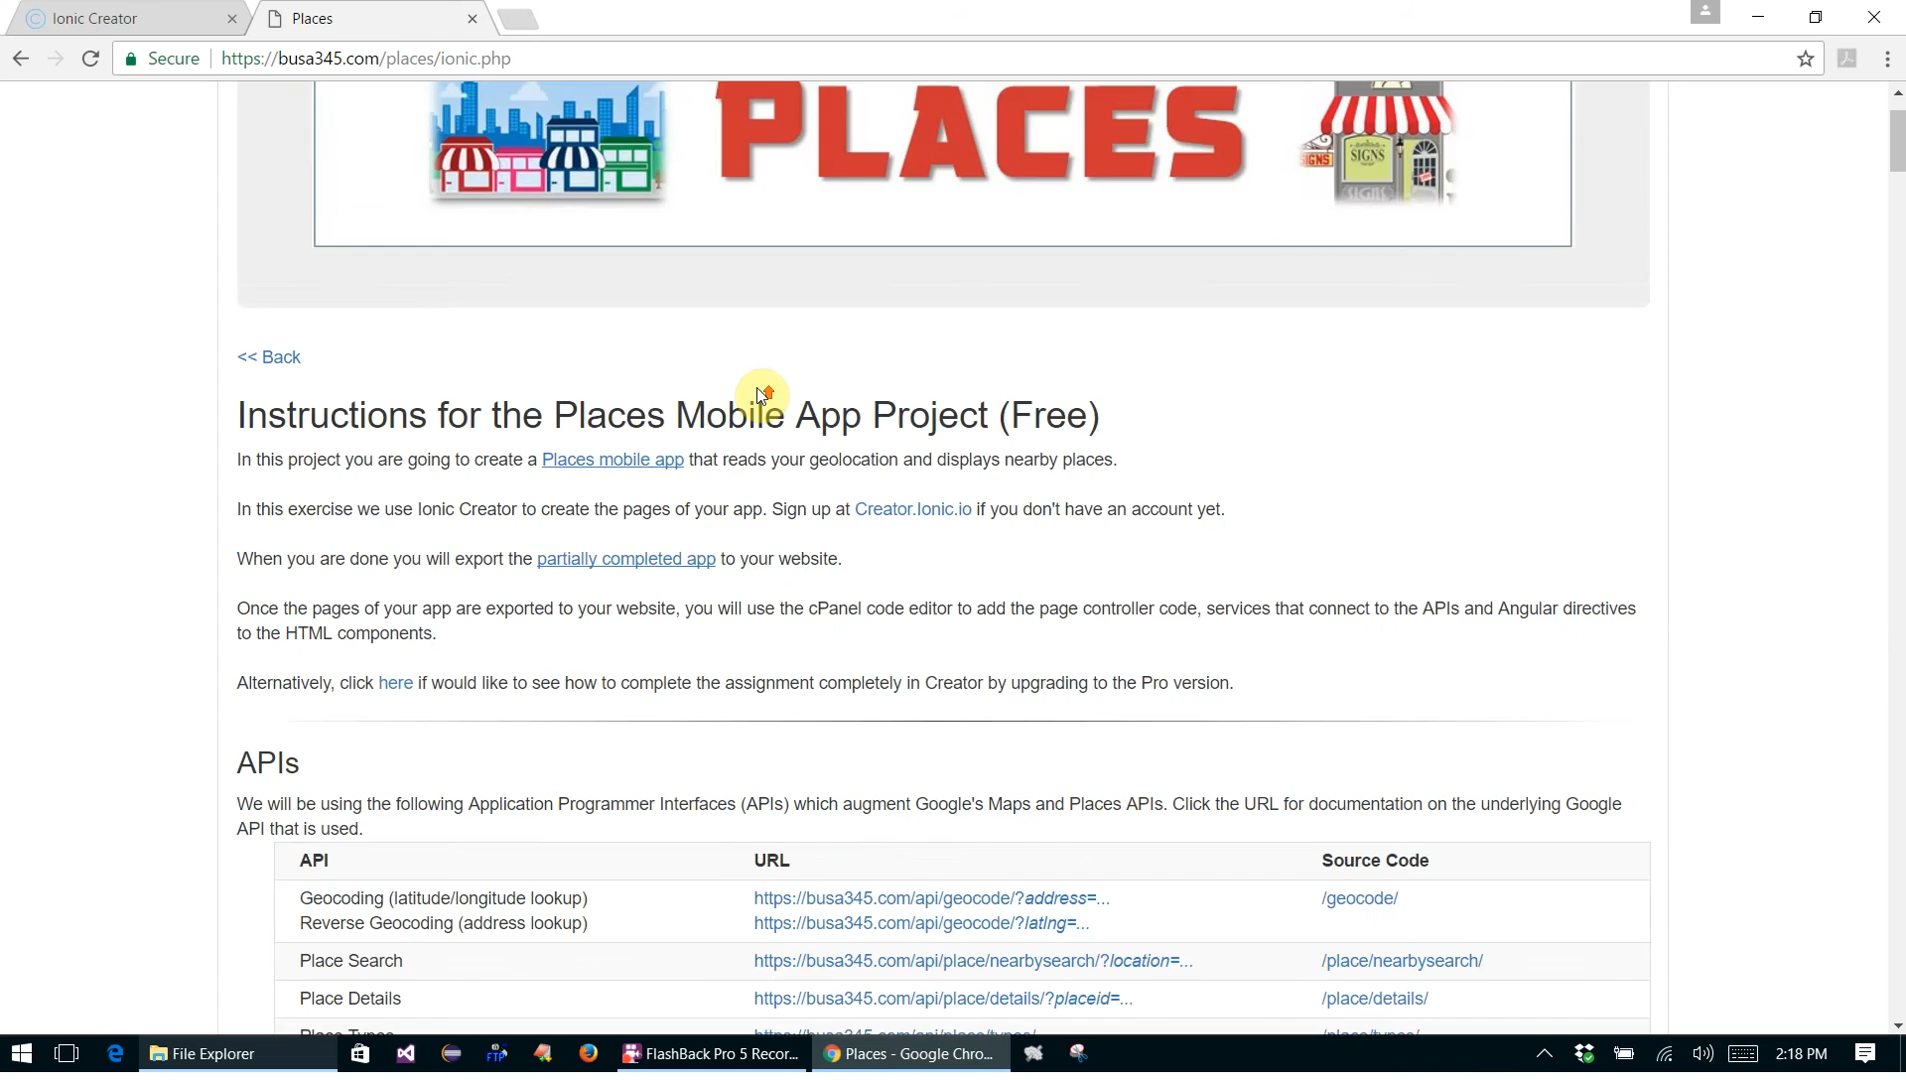 Ionic Creator
Places
Secure
https://busa345.com/places/ionic.php
PLACES
SIGNS
SIGNS
<< Back
Instructions for the Places Mobile App Project (Free)
In this project you are going to create a Places mobile app that reads your geolocation and displays nearby places.
In this exercise we use Ionic Creator to create the pages of your app. Sign up at Creator.Ionic.io if you don't have an account yet.
When you are done you will export the partially completed app to your website.
Once the pages of your app are exported to your website, you will use the cPanel code editor to add the page controller code, services that connect to the APIs and Angular directives
to the HTML components.
Alternatively, click here if would like to see how to complete the assignment completely in Creator by upgrading to the Pro version.
APIs
We will be using the following Application Programmer Interfaces (APIs) which augment Google's Maps and Places APIs. Click the URL for documentation on the underlying Google
API that is used.
API URL Source Code
Geocoding (latitude/longitude lookup) https://busa345.com/api/geocode/?address=... /geocode/
Reverse Geocoding (address lookup) https://busa345.com/api/geocode/?latlng=...
Place Search https://busa345.com/api/place/nearbysearch/?location=... /place/nearbysearch/
Place Details https://busa345.com/api/place/details/?placeid=... /place/details/
Place Types https://busa345.com/api/place/types/ /place/types/
File Explorer
FTP
FlashBack Pro 5 Recor...
Places - Google Chro...
2:18 PM